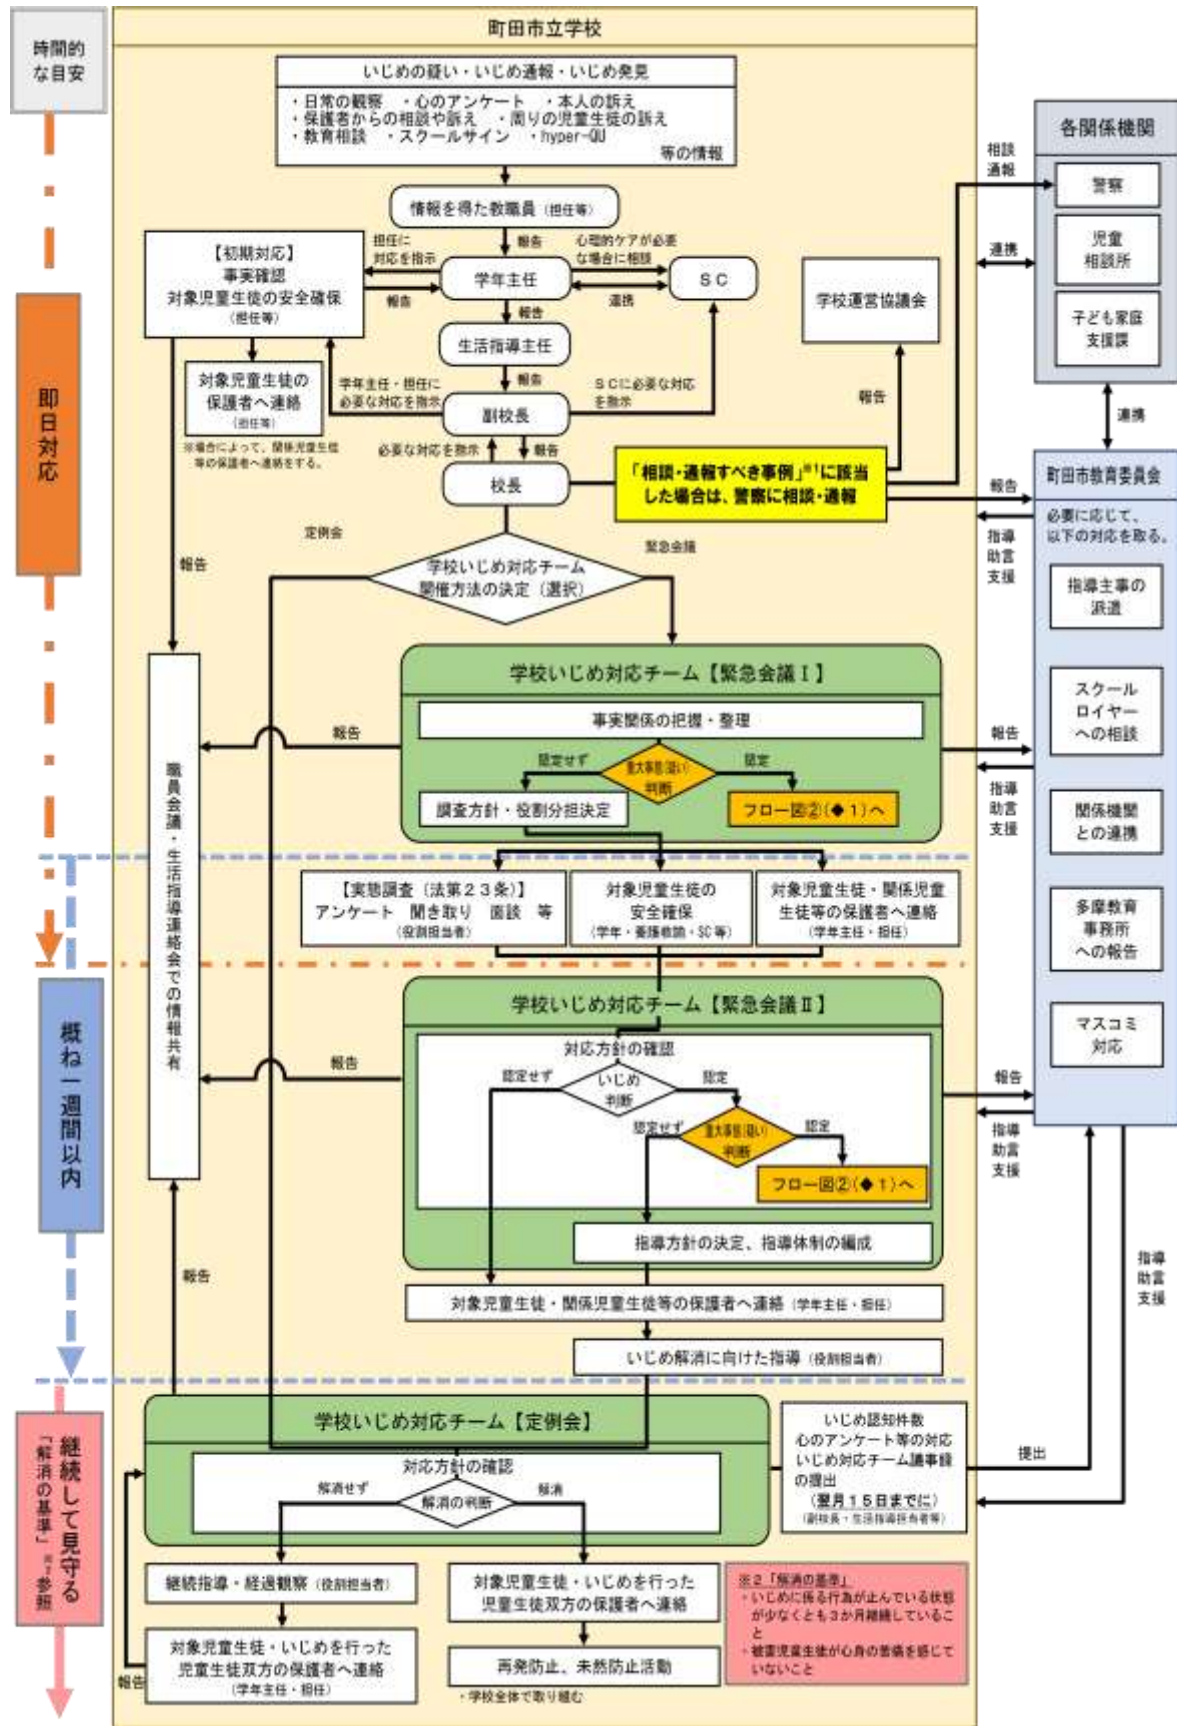 町田市立学校
時間的
な目安
いじめの疑い・いじめ通報・いじめ発見
・日常の観察　・心のアンケート　・本人の訴え
・保護者からの相談や訴え　・周りの児童生徒の訴え
・教育相談　・スクールサイン　・hyper-QU
等の情報
情報を得た教職員（担任等）
報告
担任に
対応を指示
心理的ケアが必要
な場合に相談
【初期対応】
事実確認
対象児童生徒の安全確保
（担任等）
学年主任
ＳＣ
報告
連携
報告
生活指導主任
報告
対象児童生徒の
保護者へ連絡
（担任等）
※場合によって、関係児童生徒
等の保護者へ連絡をする。
学年主任・担任に
必要な対応を指示
ＳＣに必要な対応
を指示
副校長
必要な対応を指示
報告
校長
「相談・通報すべき事例」※1に該当
した場合は、警察に相談・通報
学校運営協議会
報告
相談
通報
連携
各関係機関
警察
児童
相談所
子ども家庭
支援課
連携
即日対応
定例会
緊急会議
学校いじめ対応チーム
開催方法の決定（選択）
報告
報告
指導
助言
支援
町田市教育委員会
必要に応じて、
以下の対応を取る。
指導主事の
派遣
スクール
ロイヤー
への相談
関係機関
との連携
多摩教育
事務所
への報告
マスコミ
対応
学校いじめ対応チーム【緊急会議Ⅰ】
事実関係の把握・整理
認定せず
重大事態(疑い)
判断
認定
調査方針・役割分担決定
フロー図②(◆１)へ
報告
報告
指導
助言
支援
職員会議・生活指導連絡会での情報共有
【実態調査（法第２３条）】
アンケート　聞き取り　面談　等
（役割担当者）
対象児童生徒の
安全確保
（学年・養護教諭・SC等）
対象児童生徒・関係児童
生徒等の保護者へ連絡
（学年主任・担任）
概ね一週間以内
学校いじめ対応チーム【緊急会議Ⅱ】
対応方針の確認
認定せず
いじめ
判断
認定
認定せず
重大事態(疑い)
判断
認定
フロー図②(◆１)へ
指導方針の決定、指導体制の編成
報告
報告
指導
助言
支援
報告
対象児童生徒・関係児童生徒等の保護者へ連絡（学年主任・担任）
いじめ解消に向けた指導（役割担当者）
指導
助言
支援
継続して見守る
「解消の基準」※2参照
学校いじめ対応チーム【定例会】
対応方針の確認
解消せず
解消の判断
解消
いじめ認知件数
心のアンケート等の対応
いじめ対応チーム議事録
の提出
（翌月１５日までに）
（副校長・生活指導担当者等）
提出
継続指導・経過観察（役割担当者）
対象児童生徒・いじめを行った
児童生徒双方の保護者へ連絡
（学年主任・担任）
報告
対象児童生徒・いじめを行った
児童生徒双方の保護者へ連絡
再発防止、未然防止活動
・学校全体で取り組む
※２「解消の基準」
・いじめに係る行為が止んでいる状態
が少なくとも３か月継続しているこ
と
・被害児童生徒が心身の苦痛を感じて
いないこと